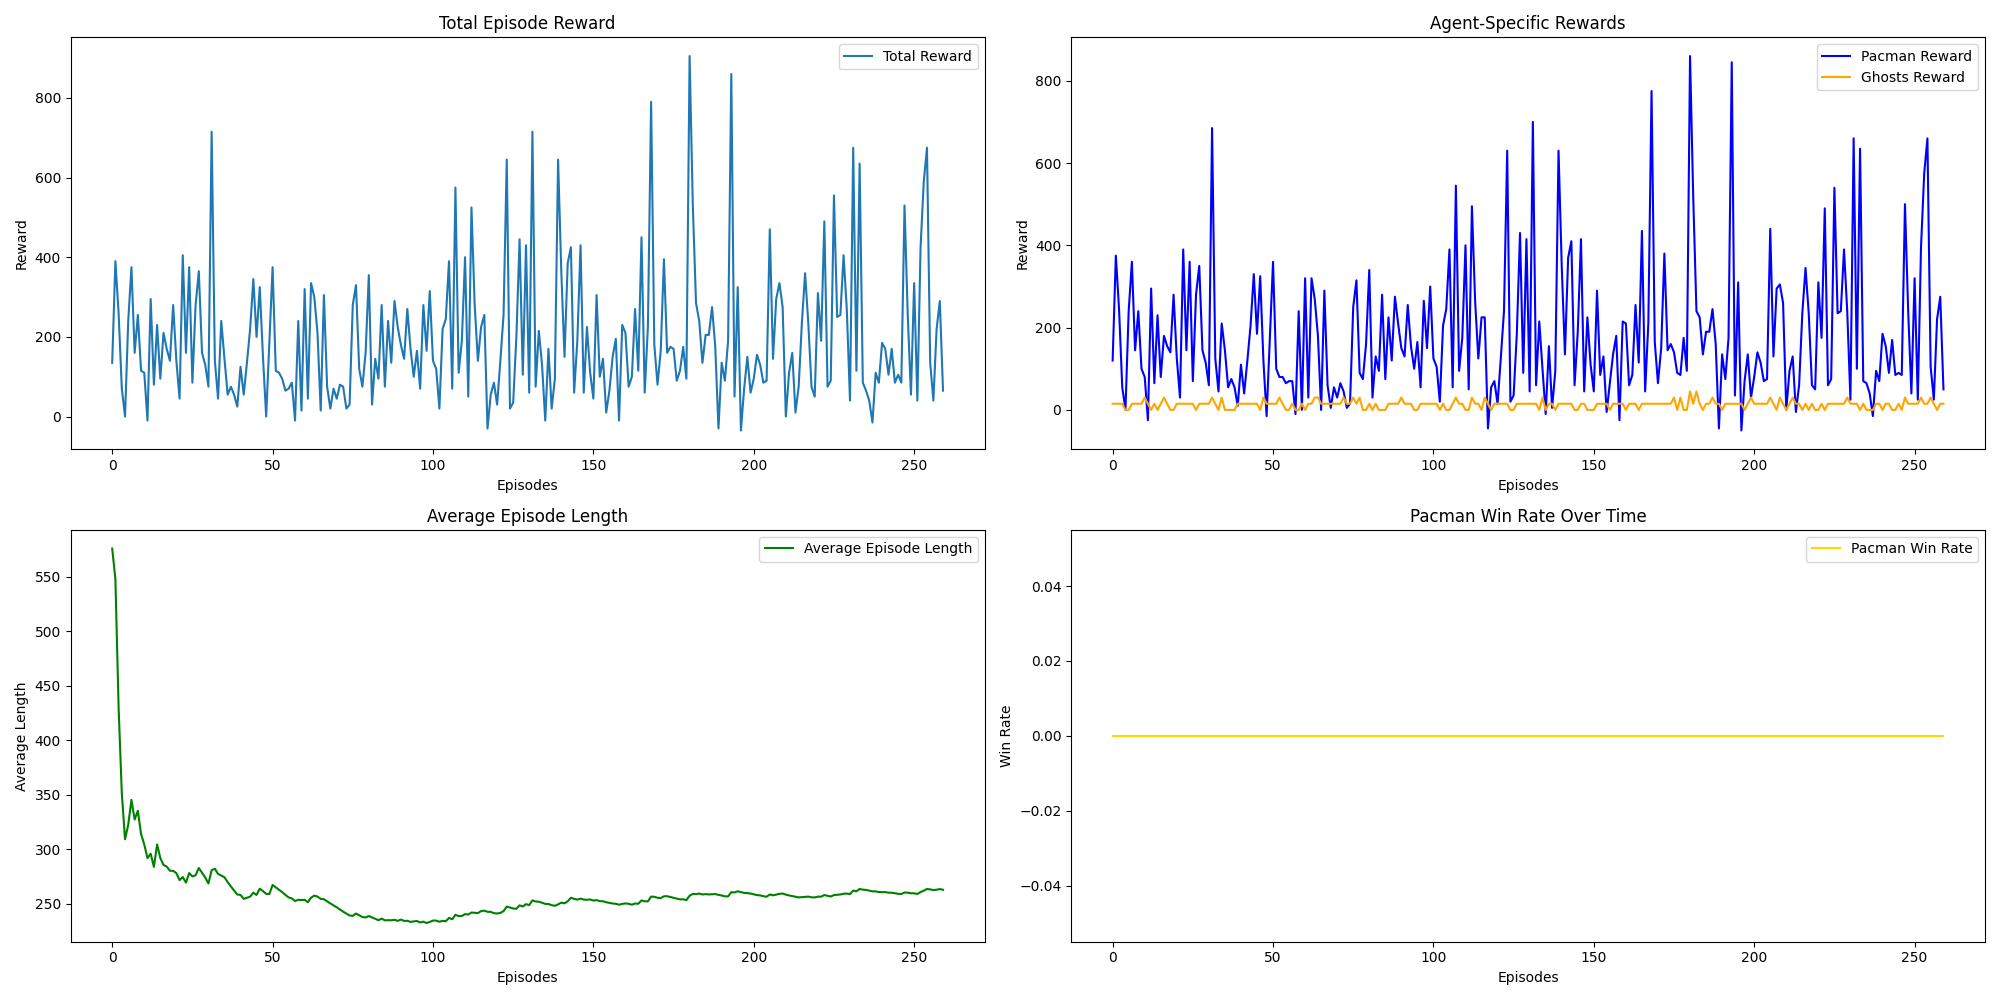 Total Episode Reward
Total Reward
Reward
800
600
400
200
0
0 50 100 150 200 250
Episodes
Agent-Specific Rewards
Pacman Reward
Ghosts Reward
Reward
800
600
400
200
0
0 50 100 150 200 250
Episodes
Average Episode Length
Average Episode Length
Average Length
550
500
450
400
350
300
250
0 50 100 150 200 250
Episodes
Pacman Win Rate Over Time
Pacman Win Rate
Win Rate
0.04
0.02
0.00
−0.02
−0.04
0 50 100 150 200 250
Episodes